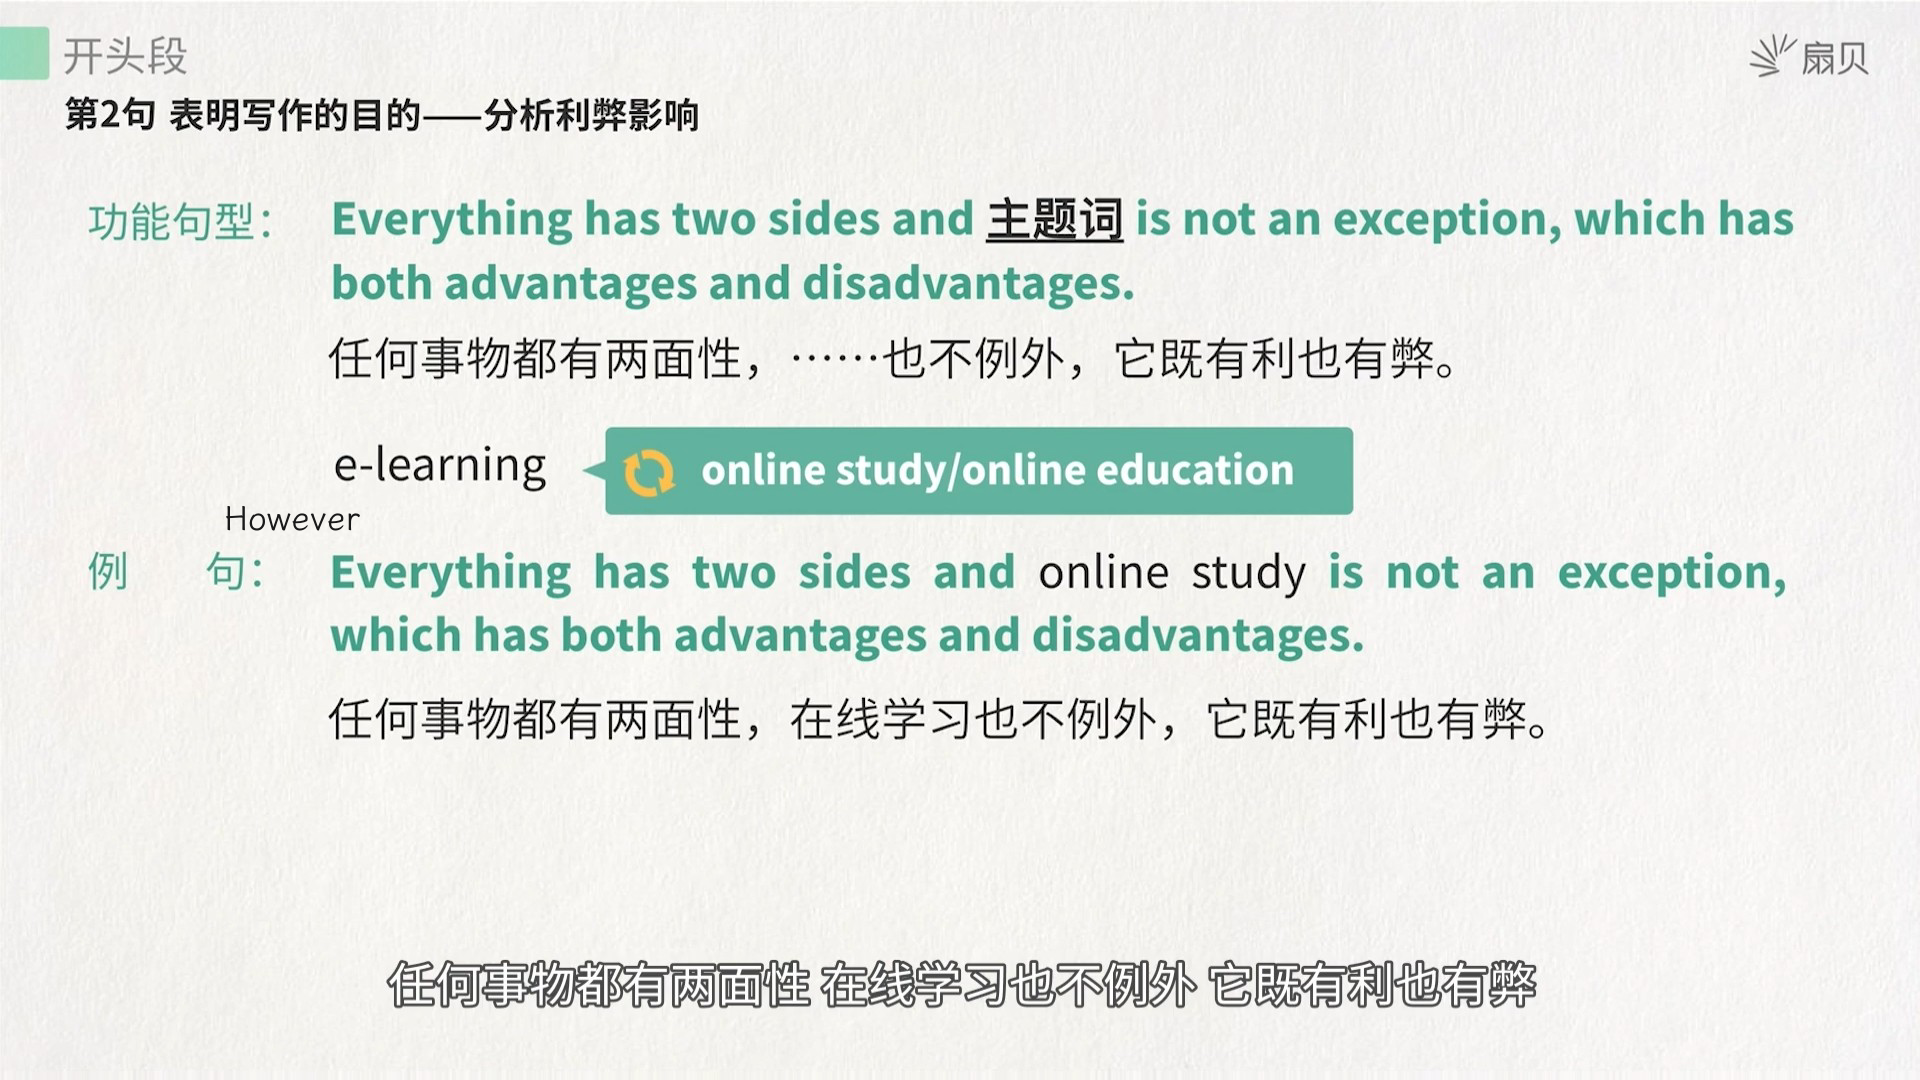 开头段
扇贝
第2句 表明写作的目的——分析利弊影响
功能句型： Everything has two sides and 主题词 is not an exception, which has
both advantages and disadvantages.
任何事物都有两面性，……也不例外，它既有利也有弊。
e-learning online study/online education
However
例 句： Everything has two sides and online study is not an exception,
which has both advantages and disadvantages.
任何事物都有两面性，在线学习也不例外，它既有利也有弊。
任何事物都有两面性 在线学习也不例外 它既有利也有弊